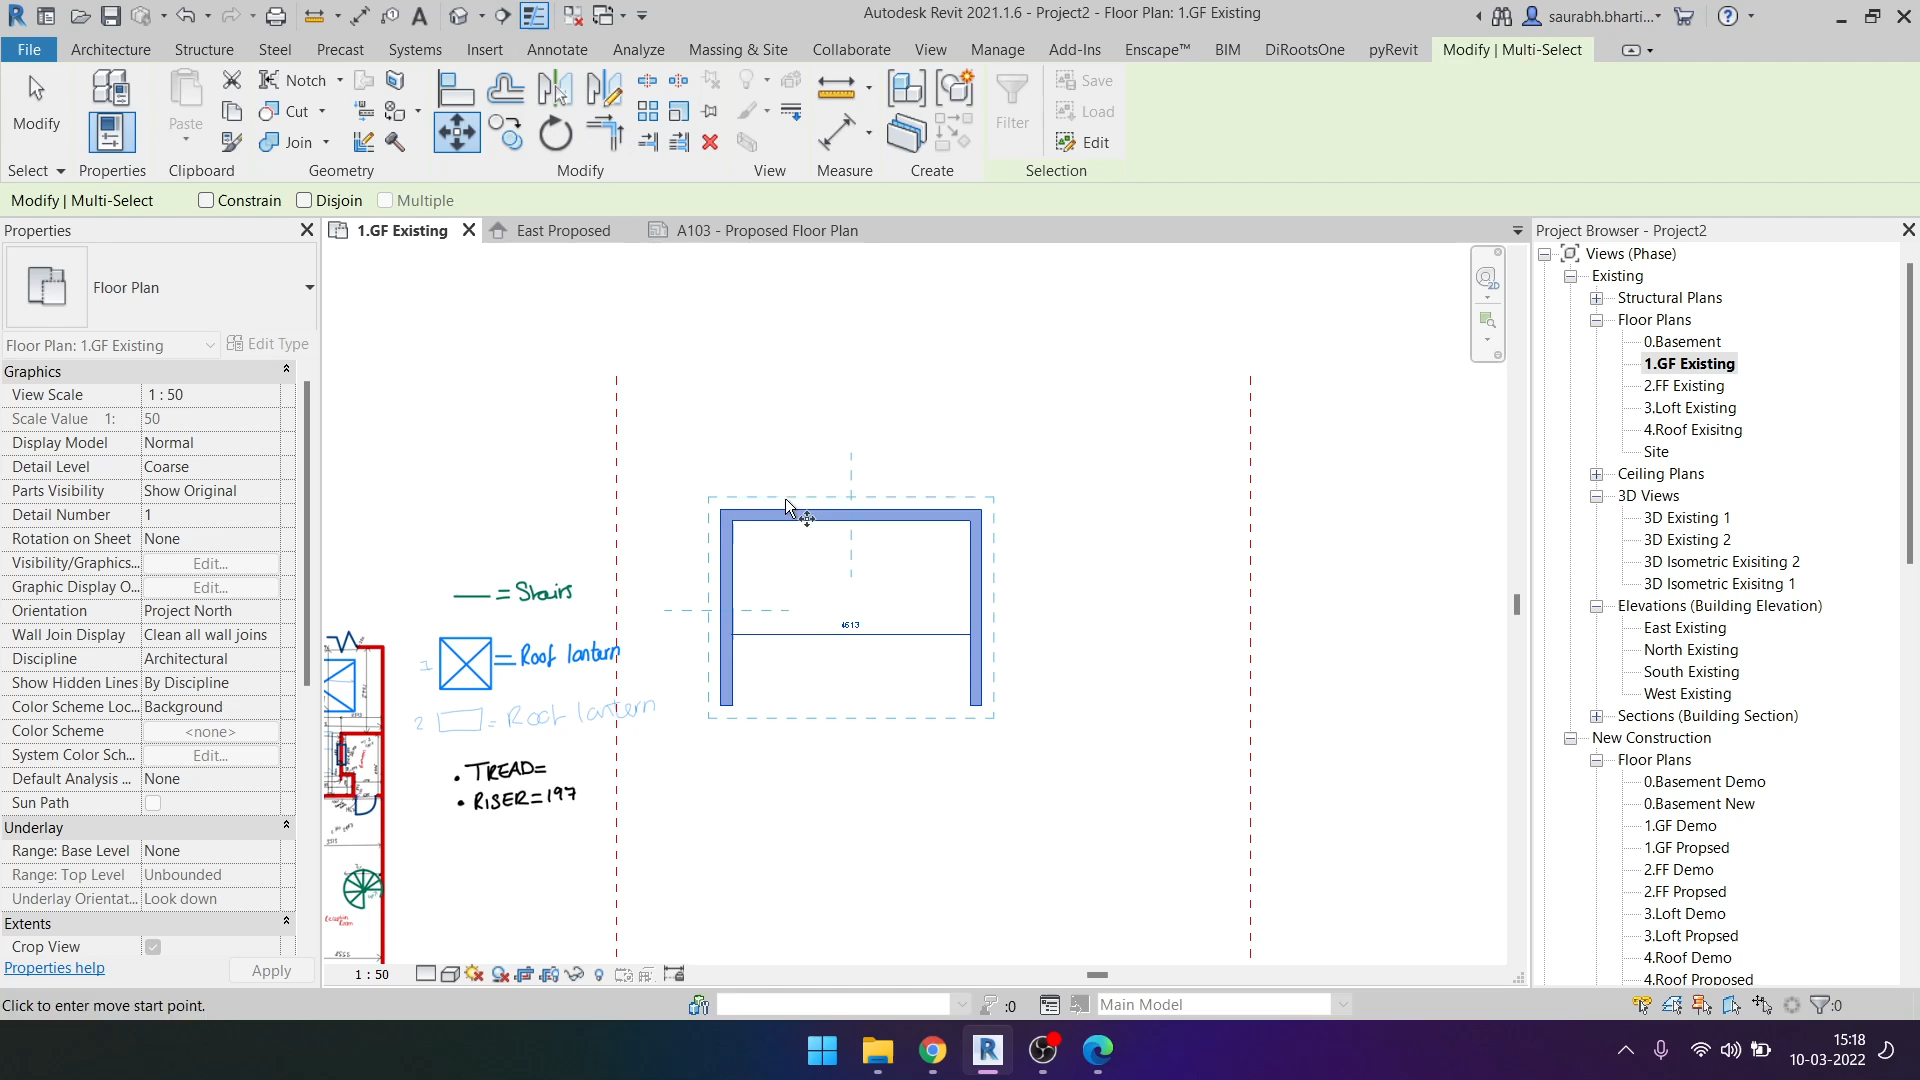 Autodesk Revit 2021.1.6 - Project2 - Floor Plan: 1.GF Existing
saurabh.bharti...
File Architecture Structure Steel Precast Systems Insert Annotate Analyze Massing & Site Collaborate View Manage Add-Ins Enscape™ BIM DiRootsOne pyRevit Modify | Multi-Select
Modify
Paste
Notch
Cut
Join
Filter
Save
Load
Edit
Select Properties Clipboard Geometry Modify View Measure Create Selection
Modify | Multi-Select Constrain Disjoin Multiple
Properties
1.GF Existing
East Proposed
A103 - Proposed Floor Plan
Project Browser - Project2
Floor Plan
Floor Plan: 1.GF Existing Edit Type
Graphics
View Scale 1 : 50
Scale Value 1: 50
Display Model Normal
Detail Level Coarse
Parts Visibility Show Original
Detail Number 1
Rotation on Sheet None
Visibility/Graphics... Edit...
Graphic Display O... Edit...
Orientation Project North
Wall Join Display Clean all wall joins
Discipline Architectural
Show Hidden Lines By Discipline
Color Scheme Loc... Background
Color Scheme <none>
System Color Sch... Edit...
Default Analysis ... None
Sun Path
Underlay
Range: Base Level None
Range: Top Level Unbounded
Underlay Orientat... Look down
Extents
Crop View
Properties help
Apply
2D
= Stairs
1 = Roof lantern
2 = Roof lantern
• TREAD=
• RISER=197
4613
Views (Phase)
Existing
Structural Plans
Floor Plans
0.Basement
1.GF Existing
2.FF Existing
3.Loft Existing
4.Roof Exisitng
Site
Ceiling Plans
3D Views
3D Existing 1
3D Existing 2
3D Isometric Exisiting 2
3D Isometric Exisitng 1
Elevations (Building Elevation)
East Existing
North Existing
South Existing
West Existing
Sections (Building Section)
New Construction
Floor Plans
0.Basement Demo
0.Basement New
1.GF Demo
1.GF Propsed
2.FF Demo
2.FF Propsed
3.Loft Demo
3.Loft Propsed
4.Roof Demo
4.Roof Proposed
1 : 50
Click to enter move start point.
:0
Main Model
:0
15:18
10-03-2022